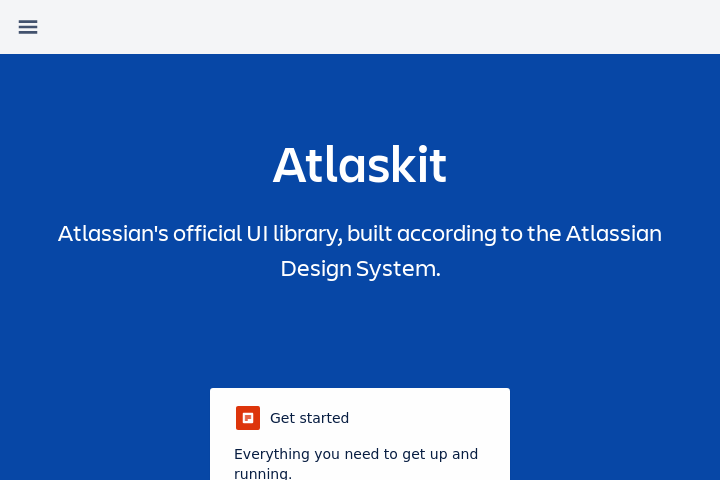 Atlaskit
Atlassian's official UI library, built according to the Atlassian
Design System.
Get started
Everything you need to get up and
running.